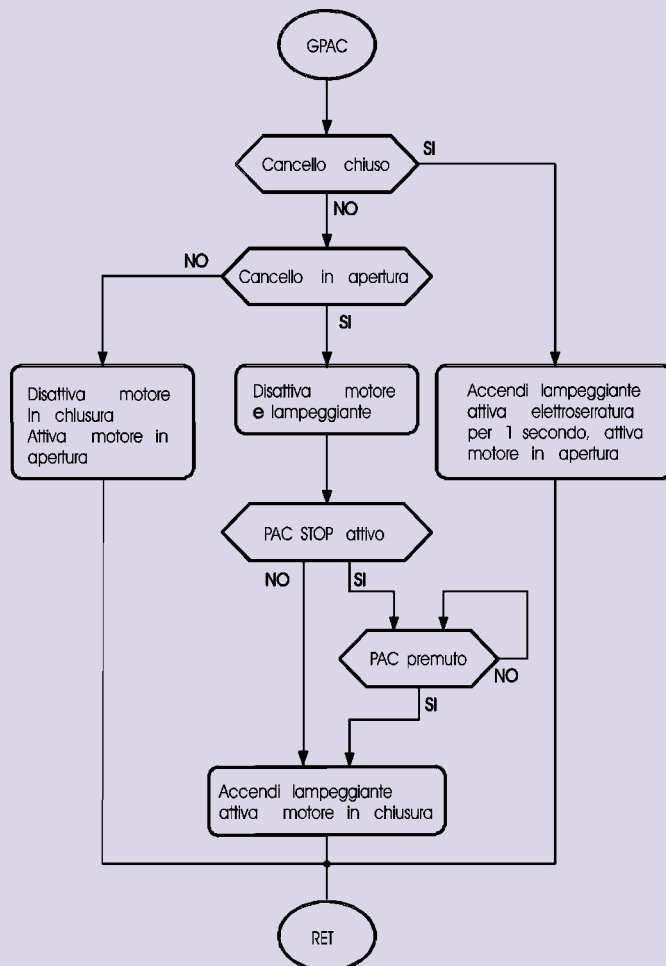 GPAC
Cancello chiuso
SI
NO
Cancello in apertura
NO
SI
Disattiva motore
In chiusura
Attiva motore in
apertura
Disattiva motore
e lampeggiante
Accendi lampeggiante
attiva elettroserratura
per 1 secondo, attiva
motore in apertura
PAC STOP attivo
NO
SI
PAC premuto
NO
SI
Accendi lampeggiante
attiva motore in chiusura
RET